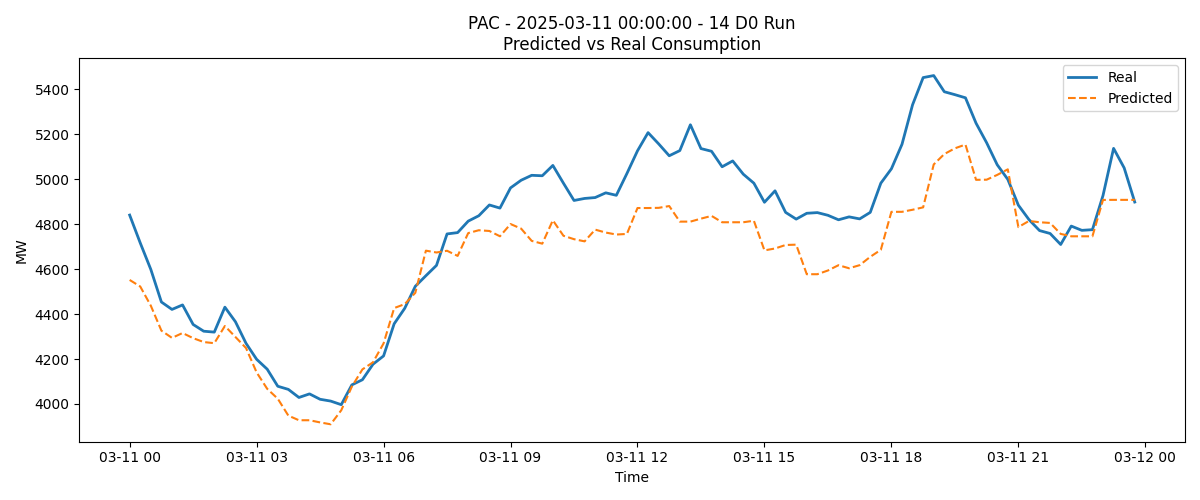 PAC - 2025-03-11 00:00:00 - 14 D0 Run
Predicted vs Real Consumption
Real
Predicted
5400
5200
5000
4800
4600
4400
4200
4000
MW
03-11 00
03-11 03
03-11 06
03-11 09
03-11 12
03-11 15
03-11 18
03-11 21
03-12 00
Time